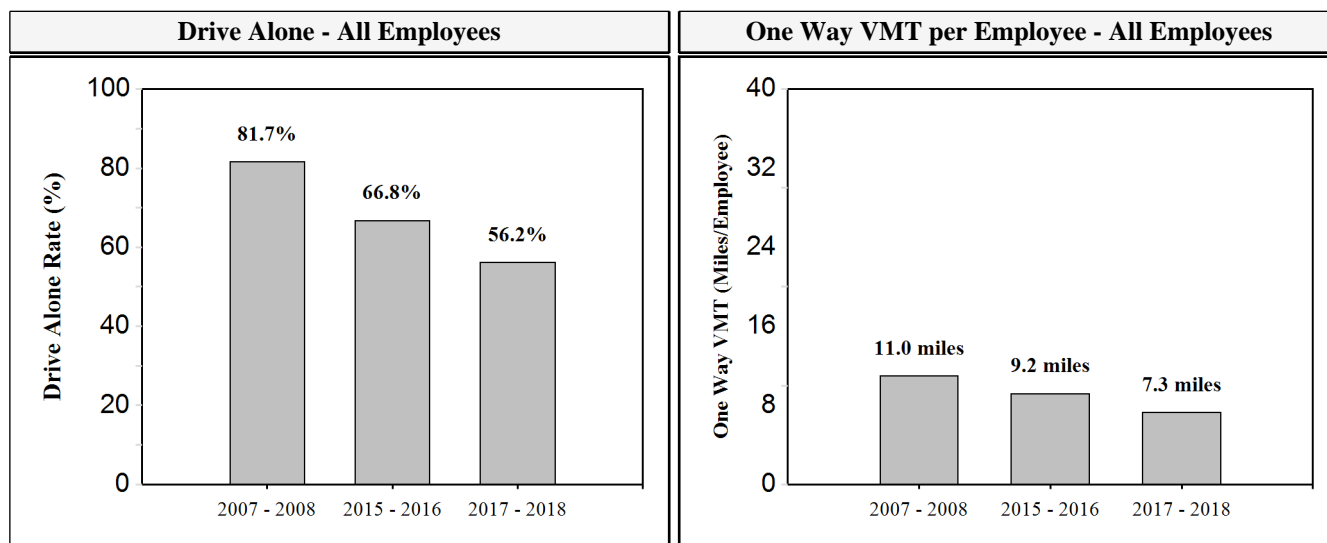 Drive Alone - All Employees
One Way VMT per Employee - All Employees
Drive Alone Rate (%)
100
80
60
40
20
0
81.7%
66.8%
56.2%
2007 - 2008
2015 - 2016
2017 - 2018
One Way VMT (Miles/Employee)
40
32
24
16
8
0
11.0 miles
9.2 miles
7.3 miles
2007 - 2008
2015 - 2016
2017 - 2018